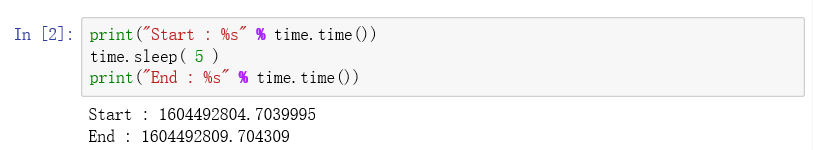 In [2]: print("Start : %s" % time.time())
time.sleep( 5 )
print("End : %s" % time.time())
Start : 1604492804.7039995
End : 1604492809.704309